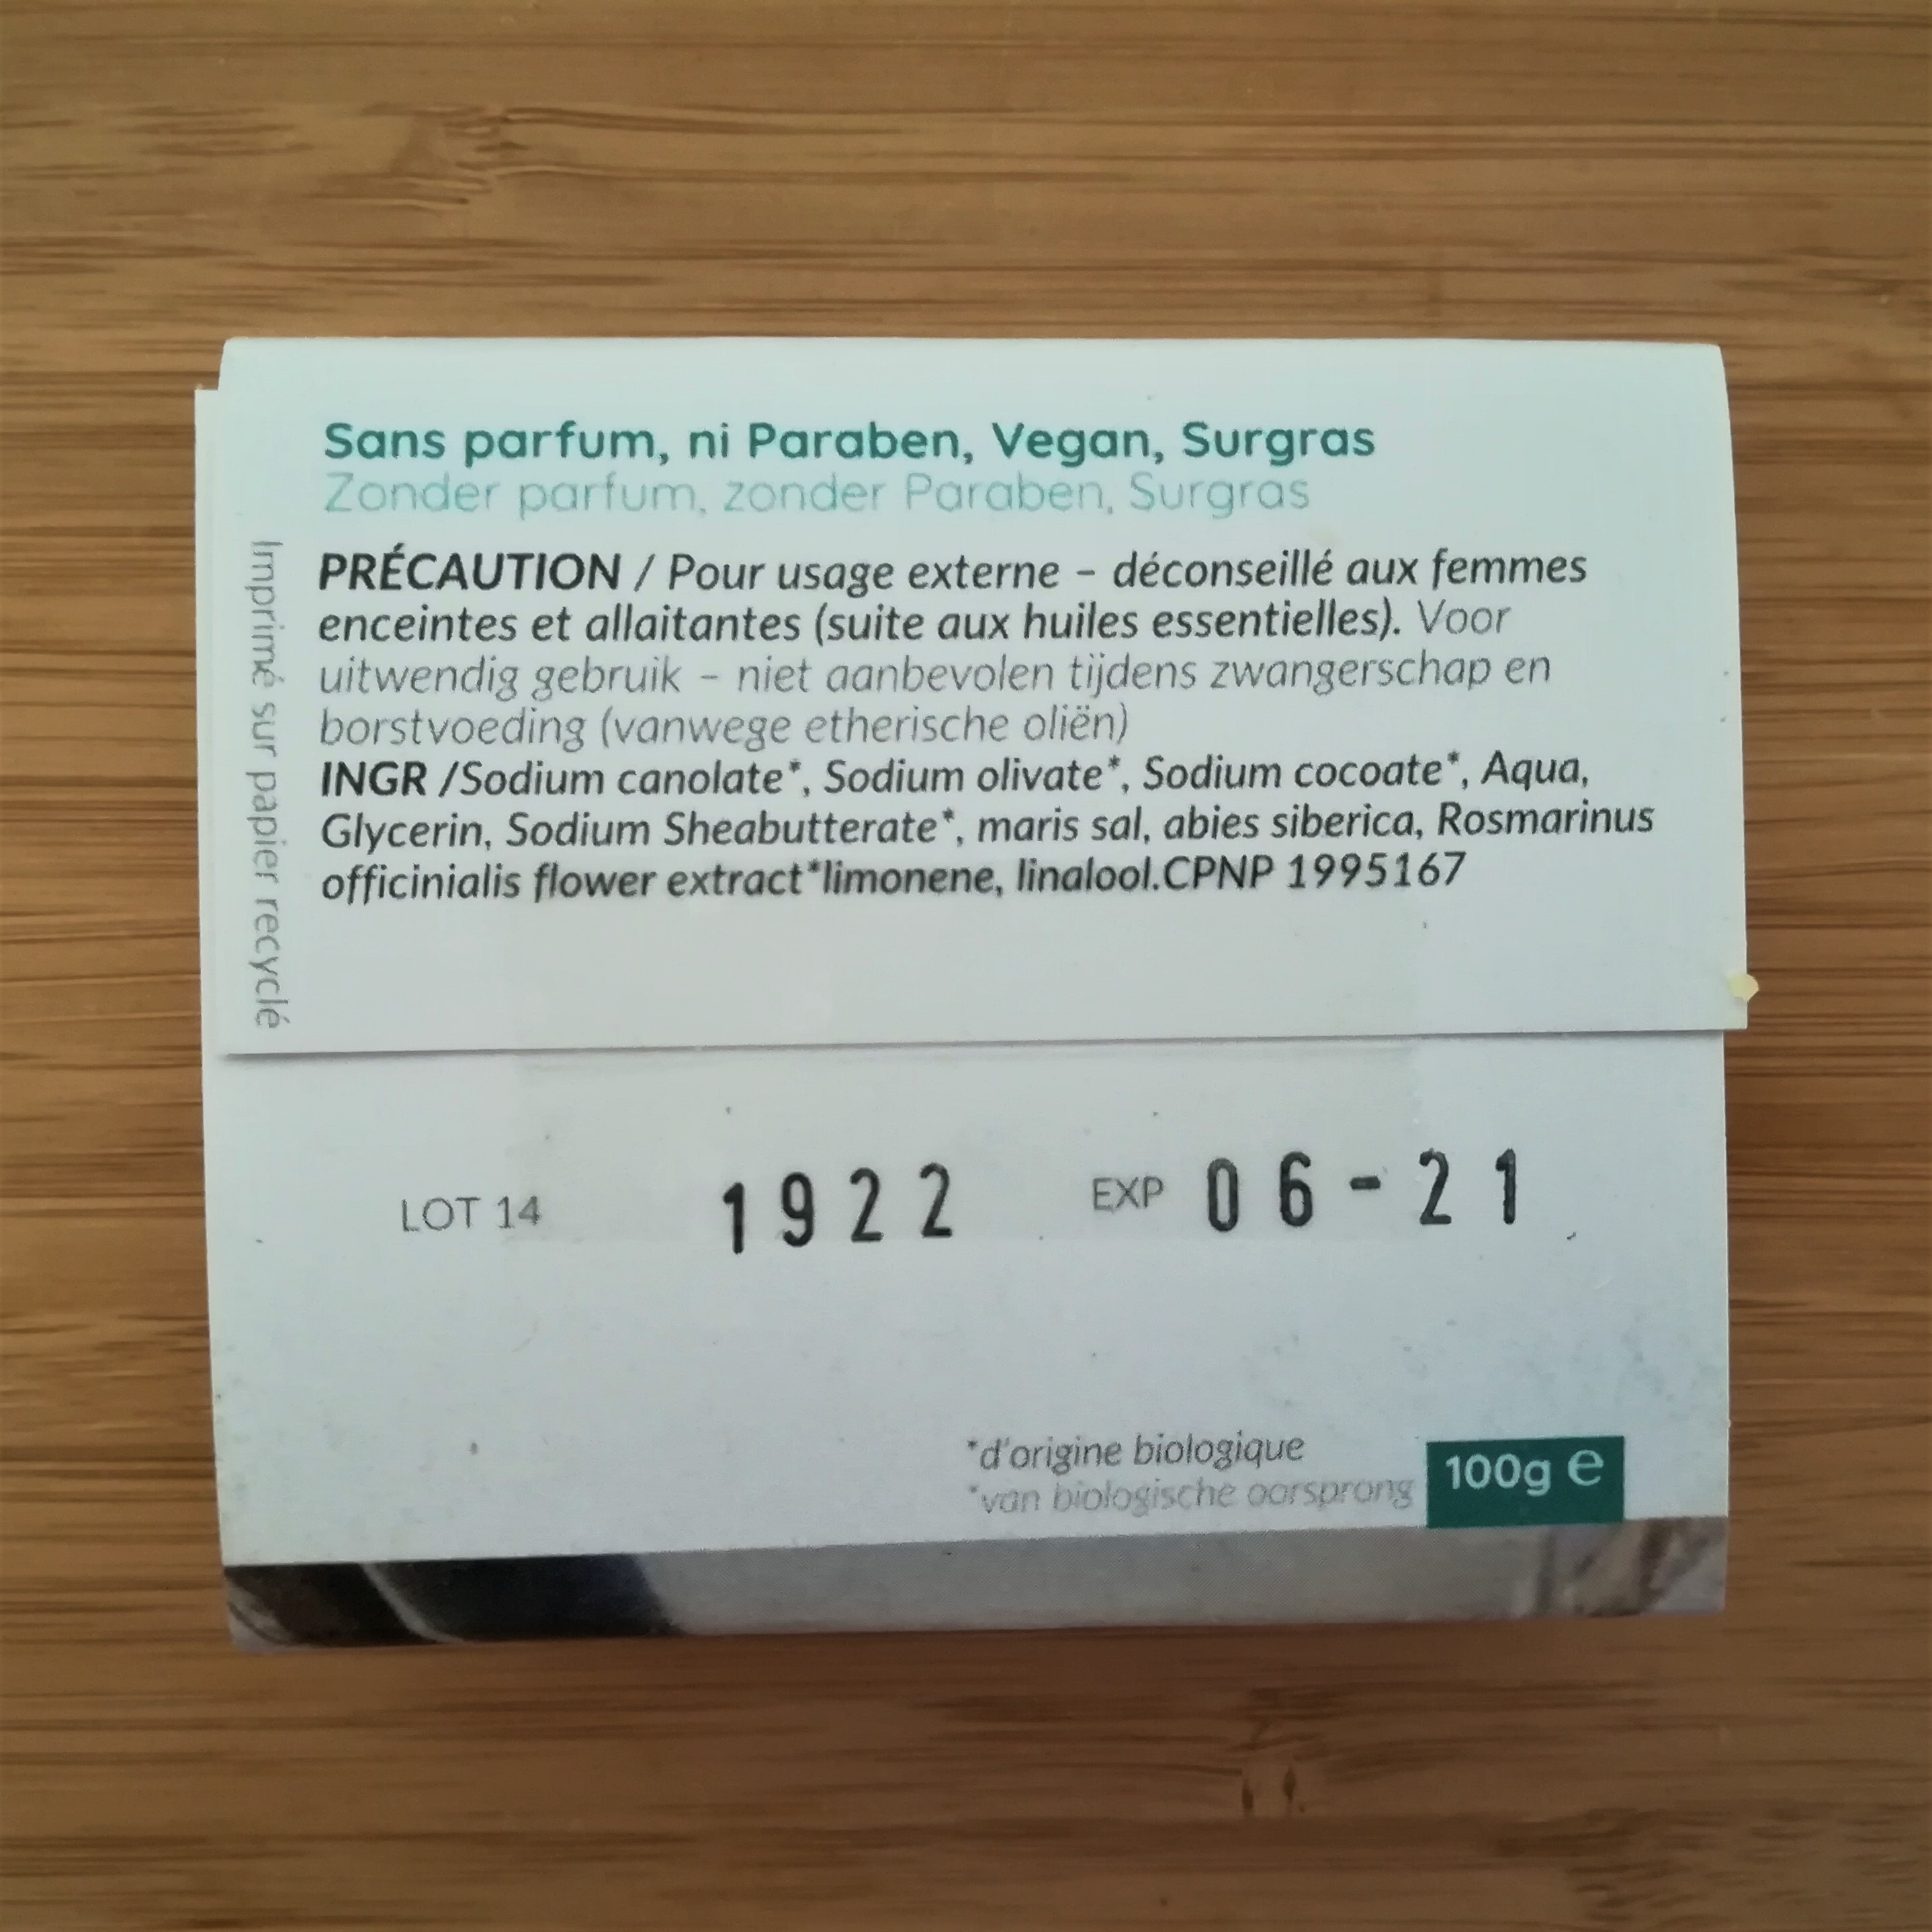 Sans parfum, ni Paraben, Vegan, Surgras
Zonder parfum, zonder Paraben, Surgras
PRÉCAUTION / Pour usage externe – déconseillé aux femmes
enceintes et allaitantes (suite aux huiles essentielles). Voor
uitwendig gebruik – niet aanbevolen tijdens zwangerschap en
borstvoeding (vanwege etherische oliën)
INGR /Sodium canolate*, Sodium olivate*, Sodium cocoate*, Aqua,
Glycerin, Sodium Sheabutterate*, maris sal, abies siberica, Rosmarinus
officinialis flower extract*limonene, linalool.CPNP 1995167
Imprimé sur papier recyclé
LOT 14 1922 EXP 06-21
*d'origine biologique
*van biologische oorsprong
100g e